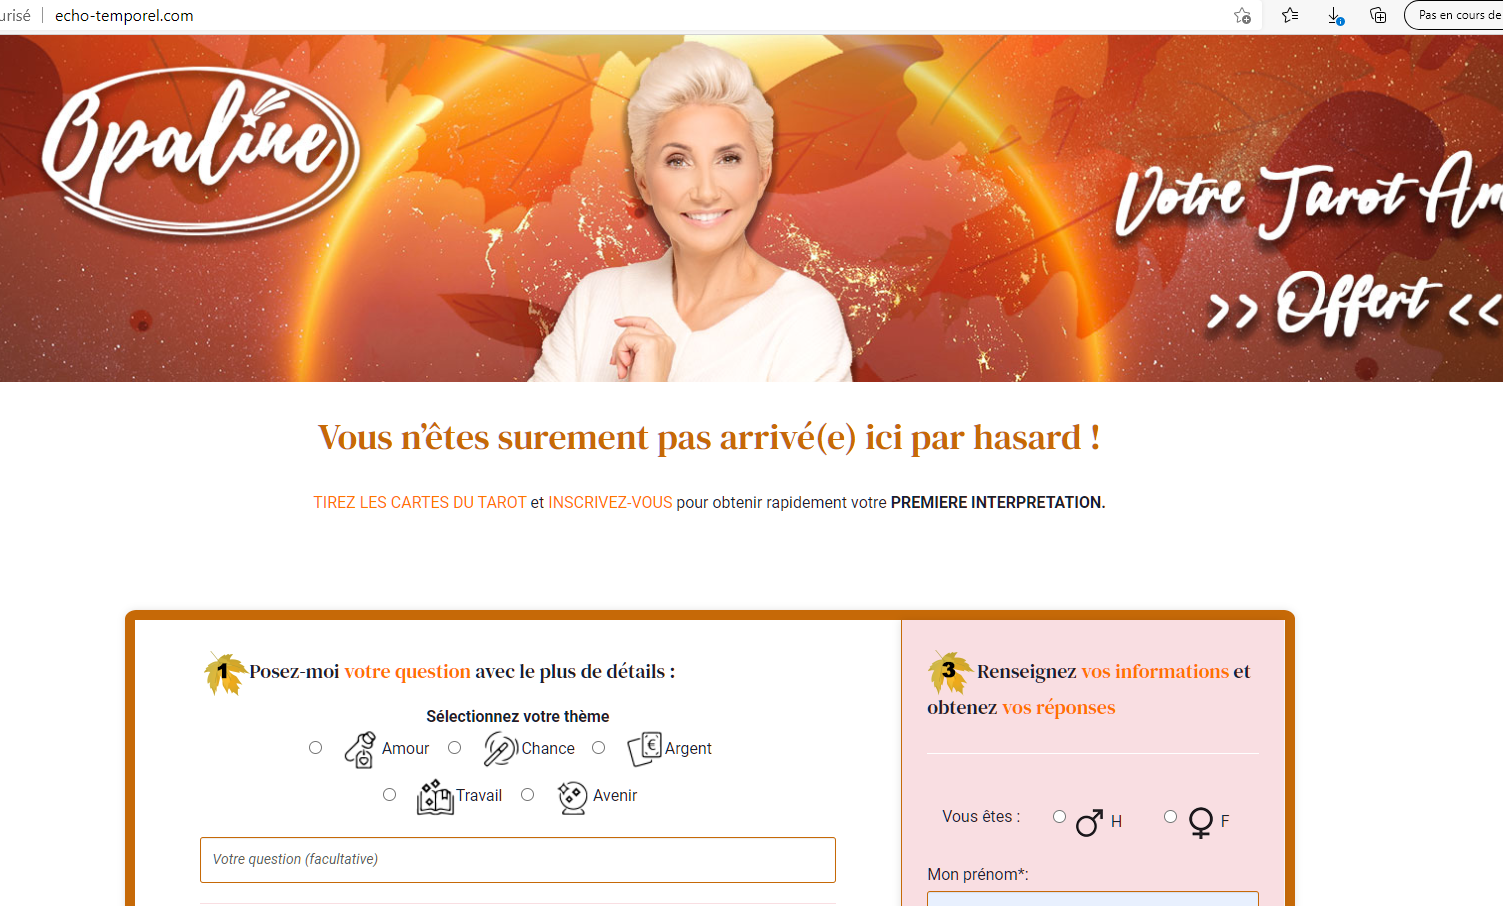 echo-temporel.com
Pas en cours de
Opaline
Votre Tarot Am
>> Offert <<
Vous n'êtes surement pas arrivé(e) ici par hasard !
TIREZ LES CARTES DU TAROT et INSCRIVEZ-VOUS pour obtenir rapidement votre PREMIERE INTERPRETATION.
1 Posez-moi votre question avec le plus de détails :
Sélectionnez votre thème
Amour Chance Argent
Travail Avenir
Votre question (facultative)
3 Renseignez vos informations et
obtenez vos réponses
Vous êtes : H F
Mon prénom*: